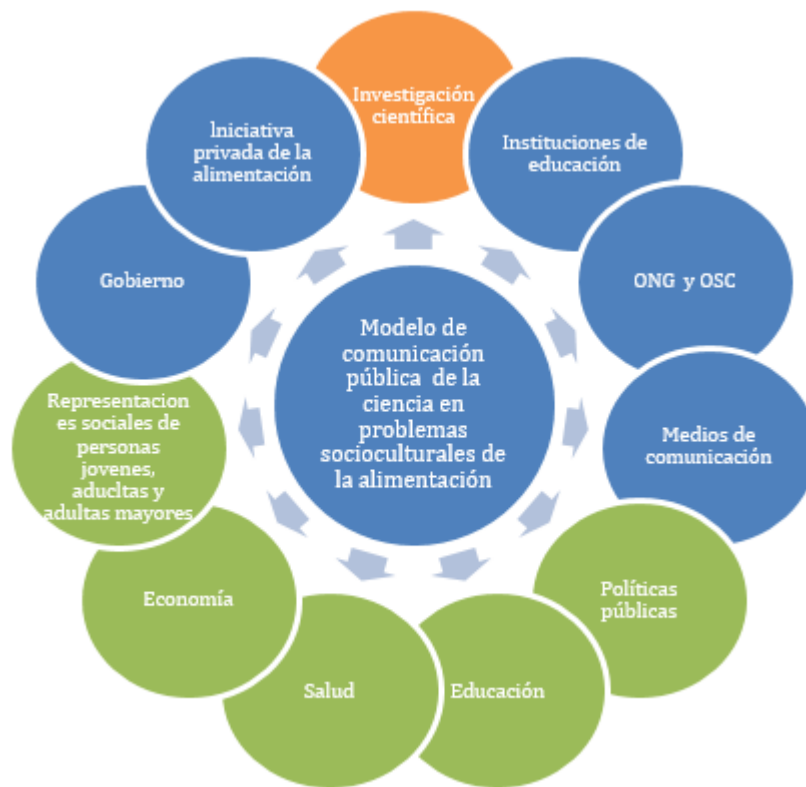 Investigación
científica
Instituciones de
educación
ONG y OSC
Medios de
comunicación
Políticas
públicas
Educación
Salud
Economía
Representacion
es sociales de
personas
jovenes,
aducltas y
adultas mayores
Gobierno
Iniciativa
privada de la
alimentación
Modelo de
comunicación
pública de la
ciencia en
problemas
socioculturales de
la alimentación